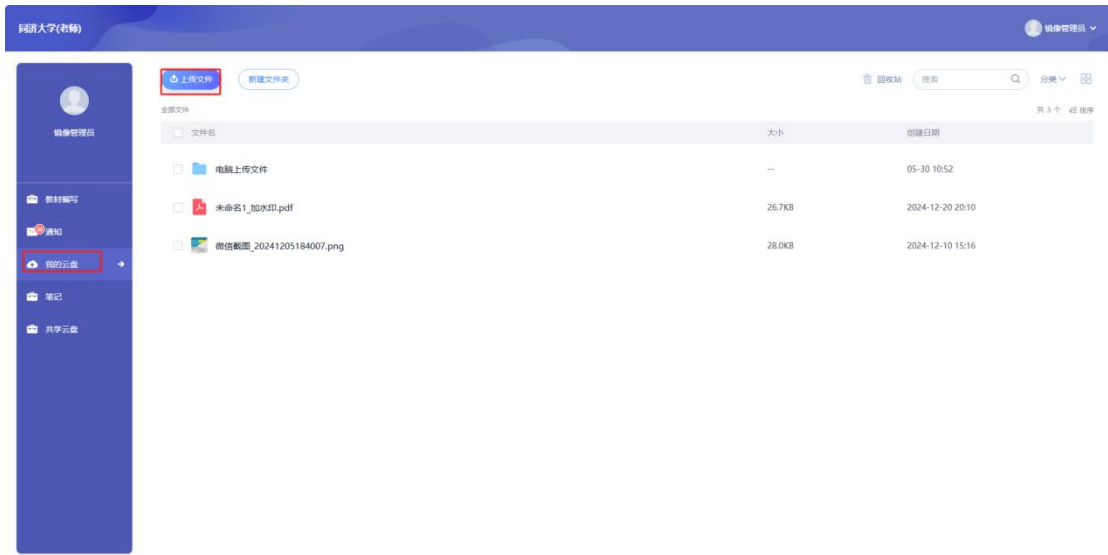 同济大学(老师)
镜像管理员
镜像管理员
教材编写
通知
我的云盘
笔记
共享云盘
上传文件 新建文件夹 回收站 搜索 分类
全部文件 共 3 个 排序
文件名 大小 创建日期
电脑上传文件 -- 05-30 10:52
未命名1_加水印.pdf 26.7KB 2024-12-20 20:10
微信截图_20241205184007.png 28.0KB 2024-12-10 15:16